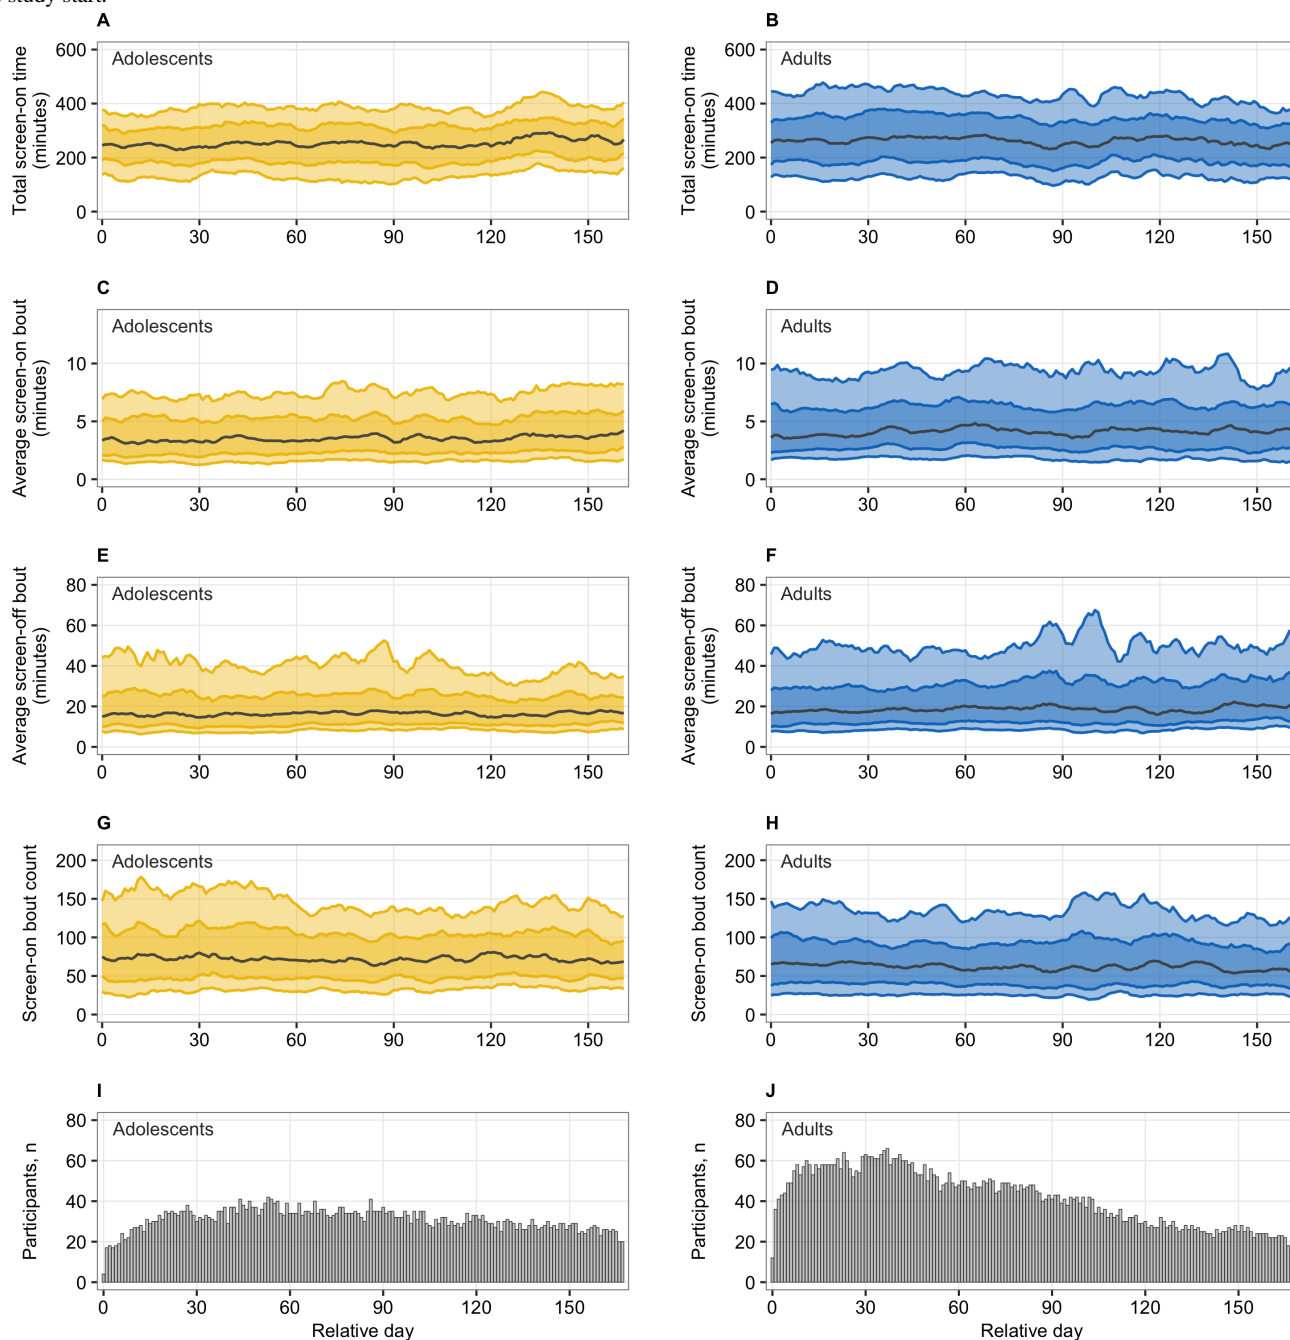 study start.
A
B
Total screen-on time
(minutes)
600
400
200
0
Adolescents
0 30 60 90 120 150
Total screen-on time
(minutes)
600
400
200
0
Adults
0 30 60 90 120 150
C
D
Average screen-on bout
(minutes)
10
5
0
Adolescents
0 30 60 90 120 150
Average screen-on bout
(minutes)
10
5
0
Adults
0 30 60 90 120 150
E
F
Average screen-off bout
(minutes)
80
60
40
20
0
Adolescents
0 30 60 90 120 150
Average screen-off bout
(minutes)
80
60
40
20
0
Adults
0 30 60 90 120 150
G
H
Screen-on bout count
200
150
100
50
0
Adolescents
0 30 60 90 120 150
Screen-on bout count
200
150
100
50
0
Adults
0 30 60 90 120 150
I
J
Participants, n
80
60
40
20
0
Adolescents
0 30 60 90 120 150
Relative day
Participants, n
80
60
40
20
0
Adults
0 30 60 90 120 150
Relative day